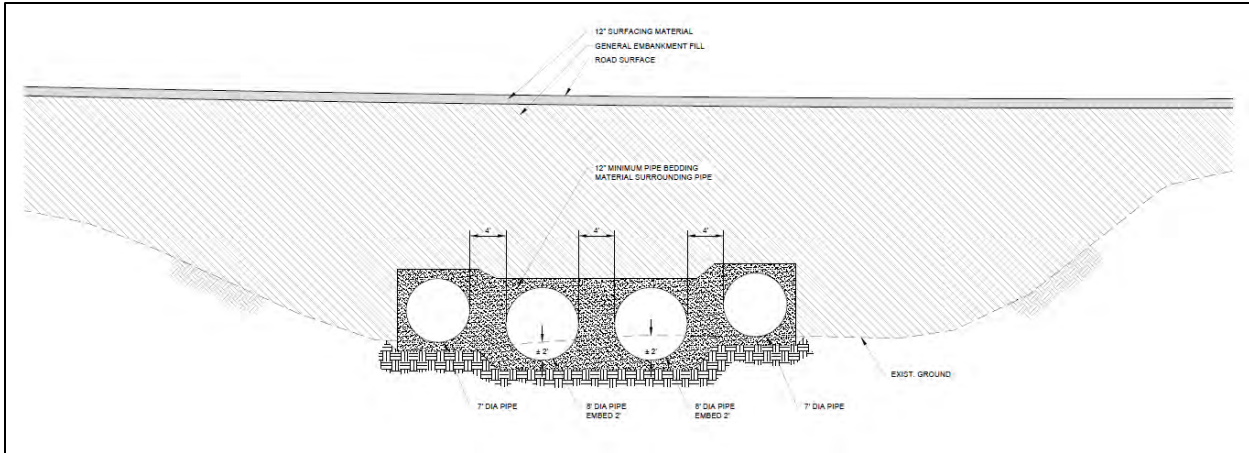 12" SURFACING MATERIAL
GENERAL EMBANKMENT FILL
ROAD SURFACE
12" MINIMUM PIPE BEDDING
MATERIAL SURROUNDING PIPE
4'
4'
4'
± 2'
± 2'
EXIST. GROUND
7' DIA PIPE
8' DIA PIPE
EMBED 2'
8' DIA PIPE
EMBED 2'
7' DIA PIPE